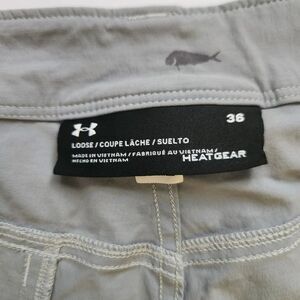 36
LOOSE / COUPE LÂCHE / SUELTO
MADE IN VIETNAM / FABRIQUÉ AU VIETNAM /
HECHO EN VIETNAM
HEATGEAR